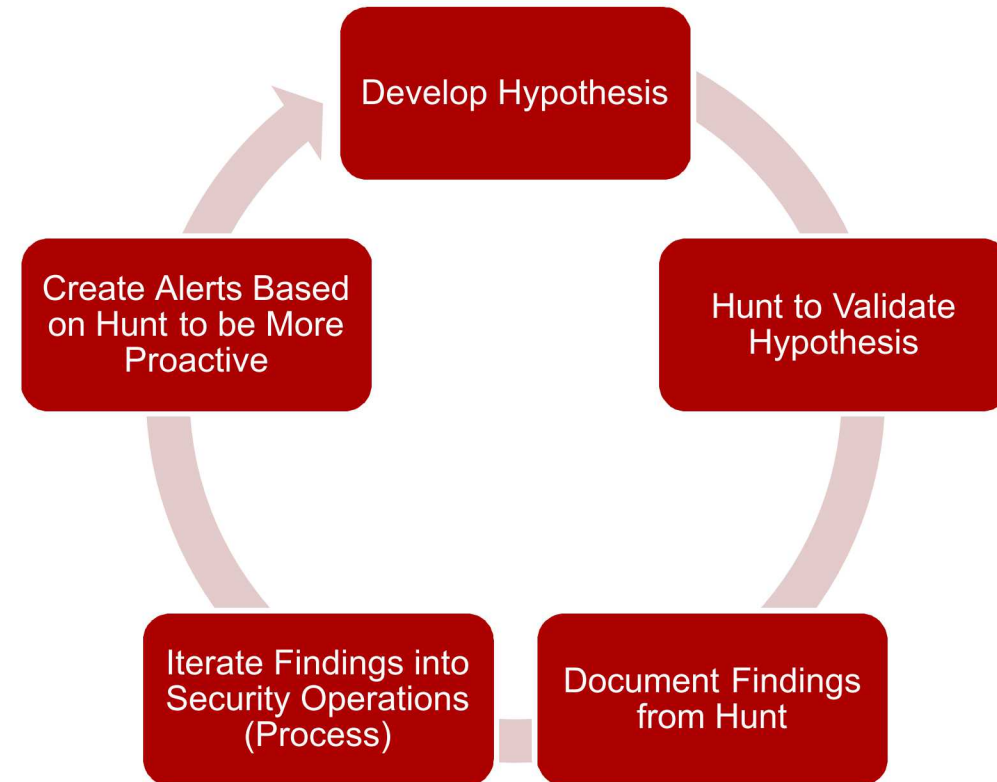 Develop Hypothesis
Hunt to Validate
Hypothesis
Document Findings
from Hunt
Iterate Findings into
Security Operations
(Process)
Create Alerts Based
on Hunt to be More
Proactive